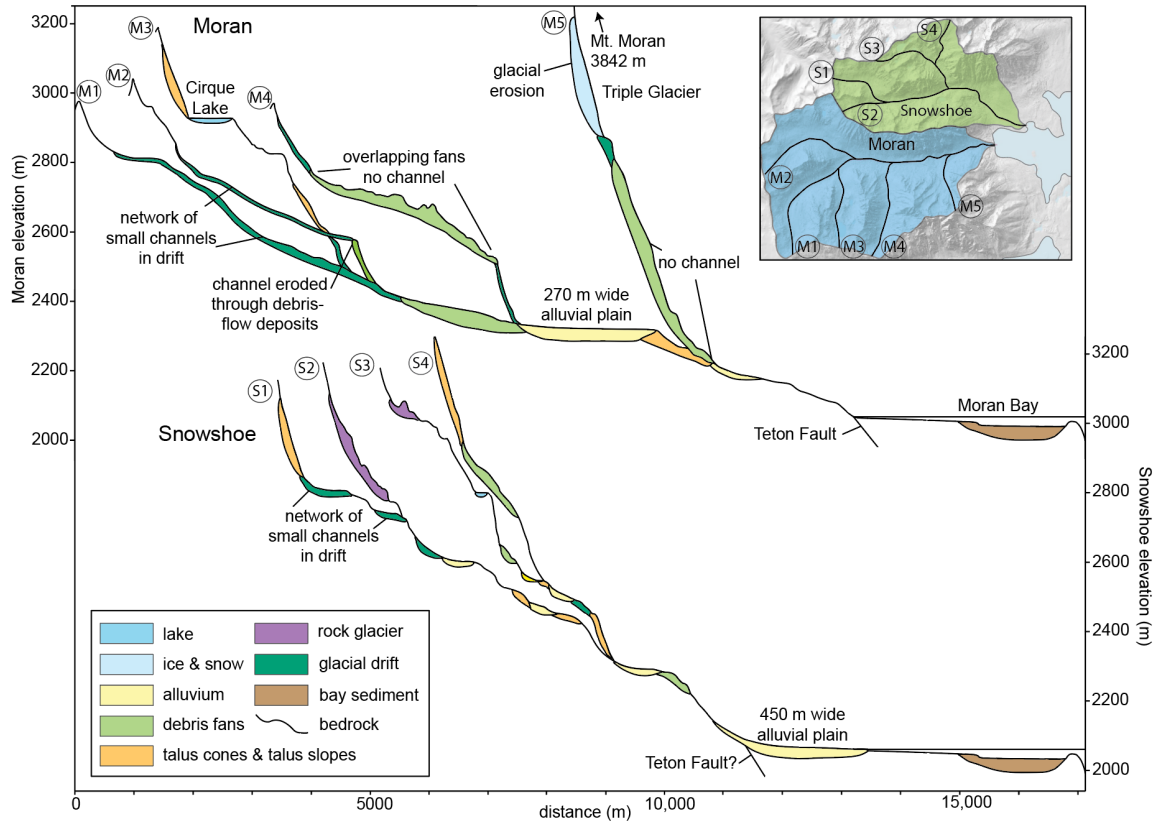 Moran
M1
M2
M3
M4
M5
Cirque
Lake
glacial
erosion
Mt. Moran
3842 m
Triple Glacier
overlapping fans
no channel
network of
small channels
in drift
channel eroded
through debris-
flow deposits
270 m wide
alluvial plain
no channel
Moran Bay
Teton Fault
S1
S2
S3
S4
Snowshoe
network of
small channels
in drift
450 m wide
alluvial plain
Teton Fault?
S4
S3
S1
S2
Snowshoe
Moran
M2
M5
M1
M3
M4
lake
ice & snow
alluvium
debris fans
talus cones & talus slopes
rock glacier
glacial drift
bay sediment
bedrock
Moran elevation (m)
3200
3000
2800
2600
2400
2200
2000
Snowshoe elevation (m)
3200
3000
2800
2600
2400
2200
2000
0
5000
10,000
15,000
distance (m)